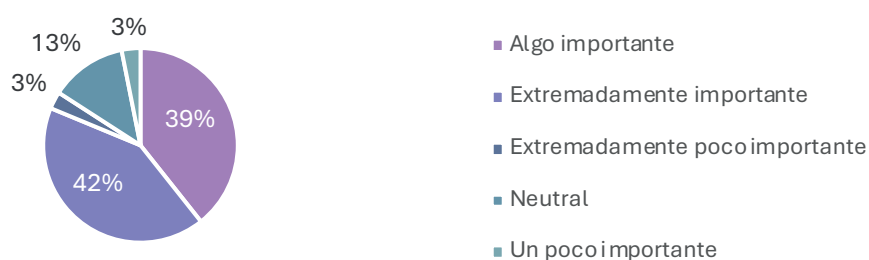 3%
13%
3%
39%
42%
Algo importante
Extremadamente importante
Extremadamente poco importante
Neutral
Un poco importante